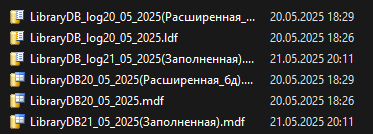 LibraryDB_log20_05_2025(Расширенная_... 20.05.2025 18:29
LibraryDB_log20_05_2025.ldf 20.05.2025 18:26
LibraryDB_log21_05_2025(Заполненная).... 21.05.2025 20:11
LibraryDB20_05_2025(Расширенная_бд).... 20.05.2025 18:29
LibraryDB20_05_2025.mdf 20.05.2025 18:26
LibraryDB21_05_2025(Заполненная).mdf 21.05.2025 20:11